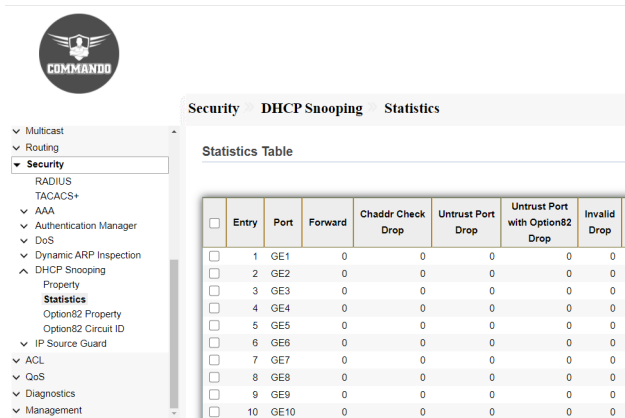 COMMANDO
Security » DHCP Snooping » Statistics
Multicast
Routing
Security
RADIUS
TACACS+
AAA
Authentication Manager
DoS
Dynamic ARP Inspection
DHCP Snooping
Property
Statistics
Option82 Property
Option82 Circuit ID
IP Source Guard
ACL
QoS
Diagnostics
Management
Statistics Table
Entry Port Forward Chaddr Check Drop Untrust Port Drop Untrust Port with Option82 Drop Invalid Drop
1 GE1 0 0 0 0 0
2 GE2 0 0 0 0 0
3 GE3 0 0 0 0 0
4 GE4 0 0 0 0 0
5 GE5 0 0 0 0 0
6 GE6 0 0 0 0 0
7 GE7 0 0 0 0 0
8 GE8 0 0 0 0 0
9 GE9 0 0 0 0 0
10 GE10 0 0 0 0 0